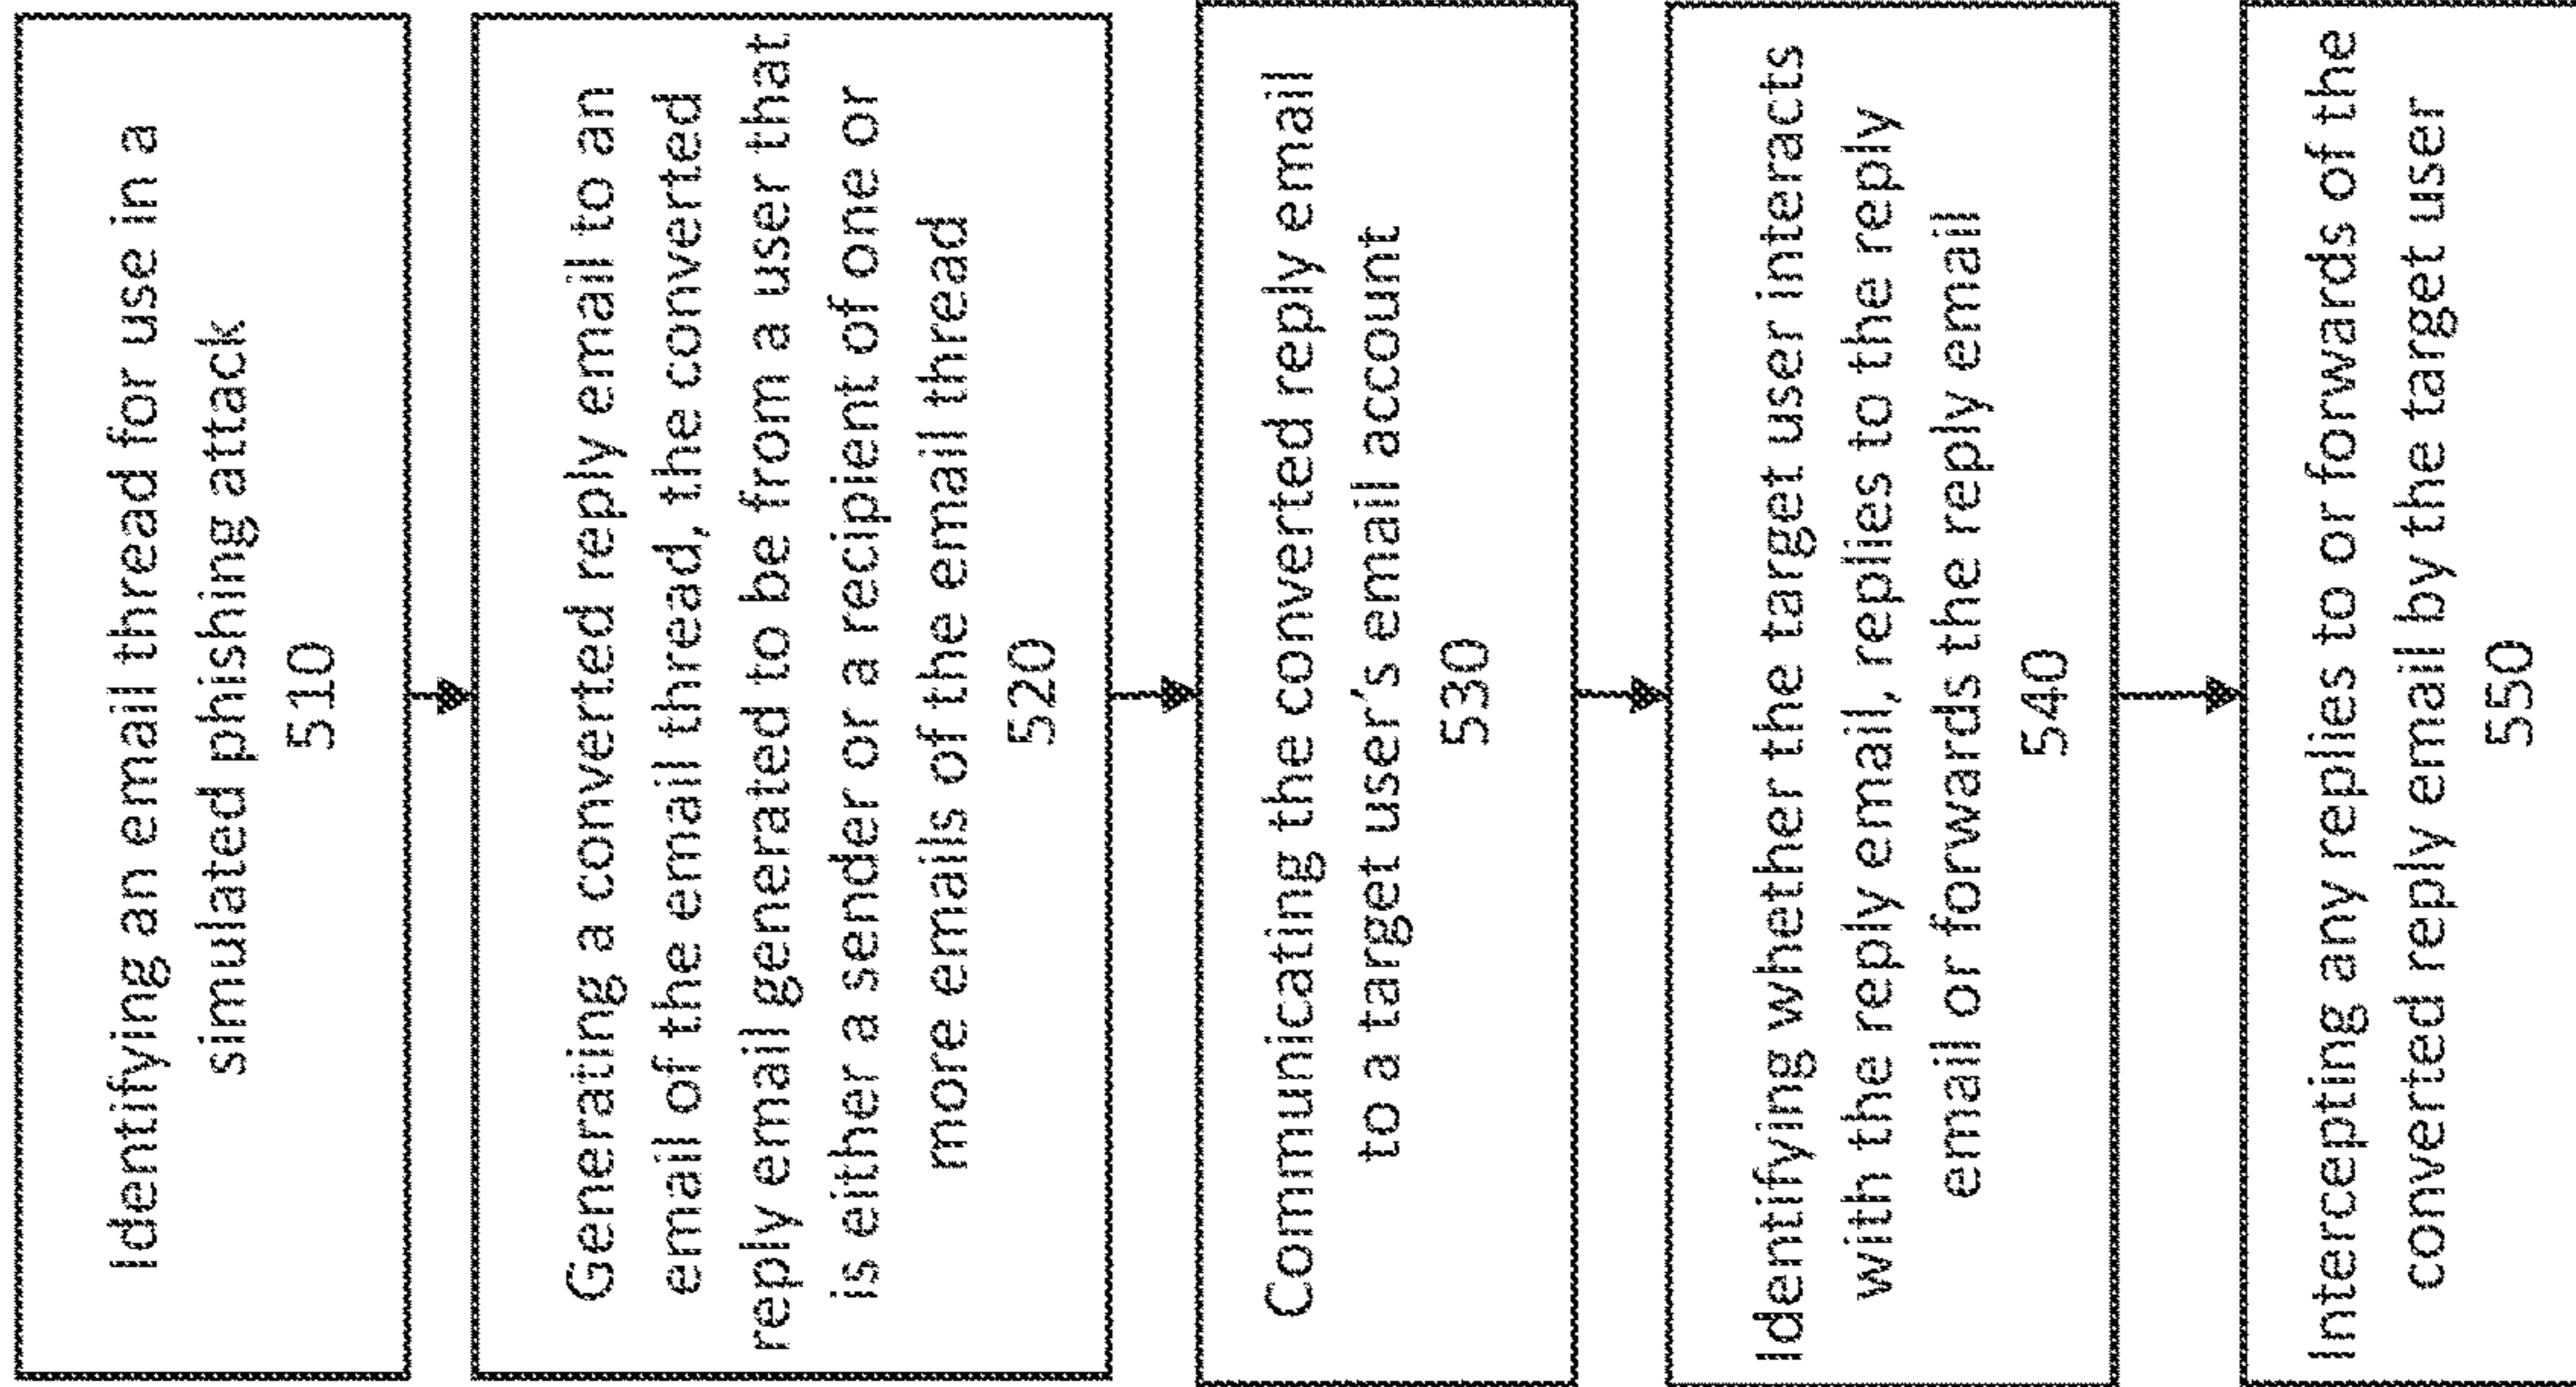 Identifying an email thread for use in a
simulated phishing attack
510
Generating a converted reply email to an
email of the email thread, the converted
reply email generated to be from a user that
is either a sender or a recipient of one or
more emails of the email thread
520
Communicating the converted reply email
to a target user's email account
530
Identifying whether the target user interacts
with the reply email, replies to the reply
email or forwards the reply email
540
Intercepting any replies to or forwards of the
converted reply email by the target user
550